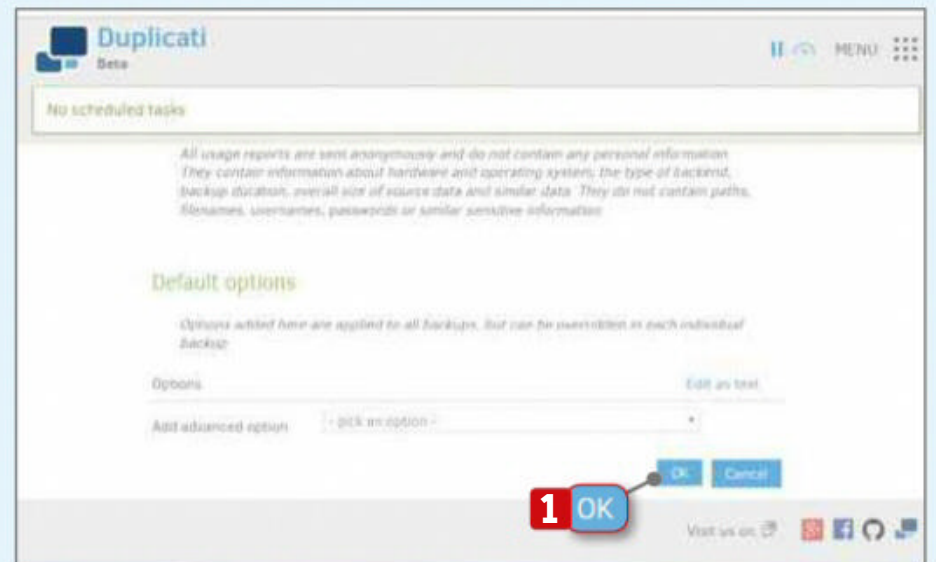 Duplicati
Beta
MENU
No scheduled tasks
All usage reports are sent anonymously and do not contain any personal information.
They contain information about hardware and operating system, the type of backend,
backup duration, overall size of source data and similar data. They do not contain paths,
filenames, usernames, passwords or similar sensitive information.
Default options
Options added here are applied to all backups, but can be overridden in each individual
backup
Options
Edit as text
Add advanced option
- pick an option -
OK
Cancel
1 OK
Visit us on